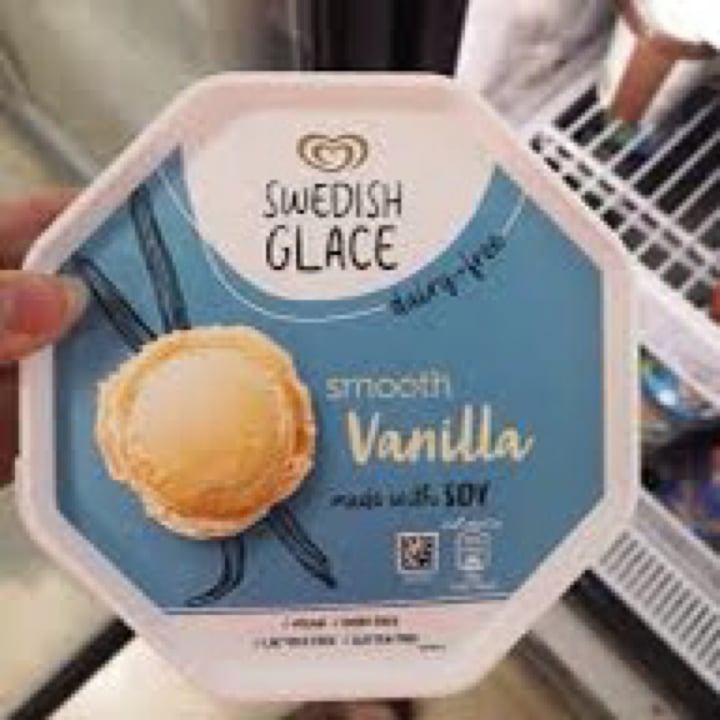 SWEDISH
GLACE
dairy-free
smooth
Vanilla
made with SOY